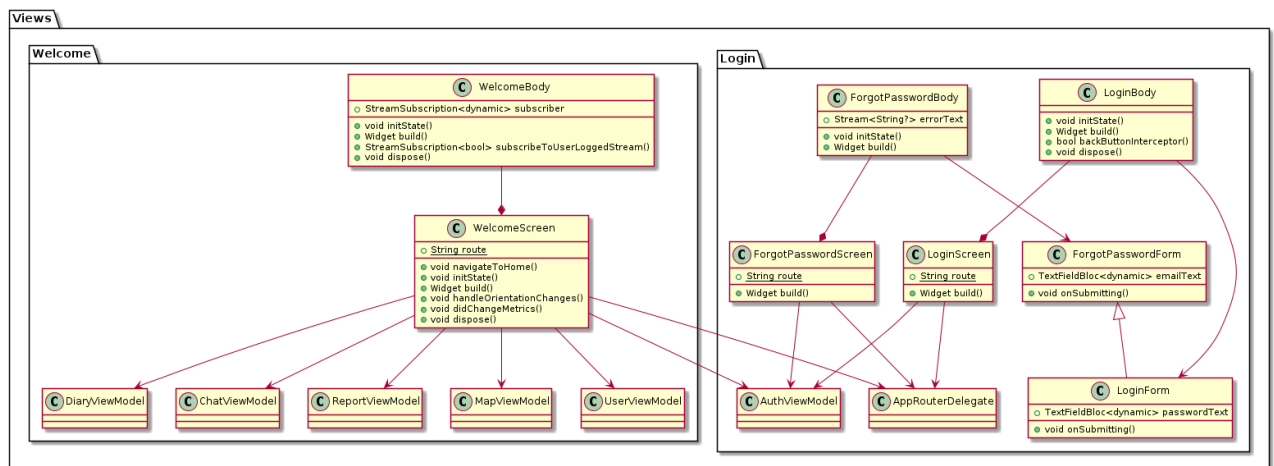 Views
Welcome
C WelcomeBody
StreamSubscription<dynamic> subscriber
void initState()
Widget build()
StreamSubscription<bool> subscribeToUserLoggedStream()
void dispose()
C WelcomeScreen
String route
void navigateToHome()
void initState()
Widget build()
void handleOrientationChanges()
void didChangeMetrics()
void dispose()
C DiaryViewModel
C ChatViewModel
C ReportViewModel
C MapViewModel
C UserViewModel
Login
C ForgotPasswordBody
Stream<String?> errorText
void initState()
Widget build()
C LoginBody
void initState()
Widget build()
bool backButtonInterceptor()
void dispose()
C ForgotPasswordScreen
String route
Widget build()
C LoginScreen
String route
Widget build()
C ForgotPasswordForm
TextFieldBloc<dynamic> emailText
void onSubmitting()
C AuthViewModel
C AppRouterDelegate
C LoginForm
TextFieldBloc<dynamic> passwordText
void onSubmitting()